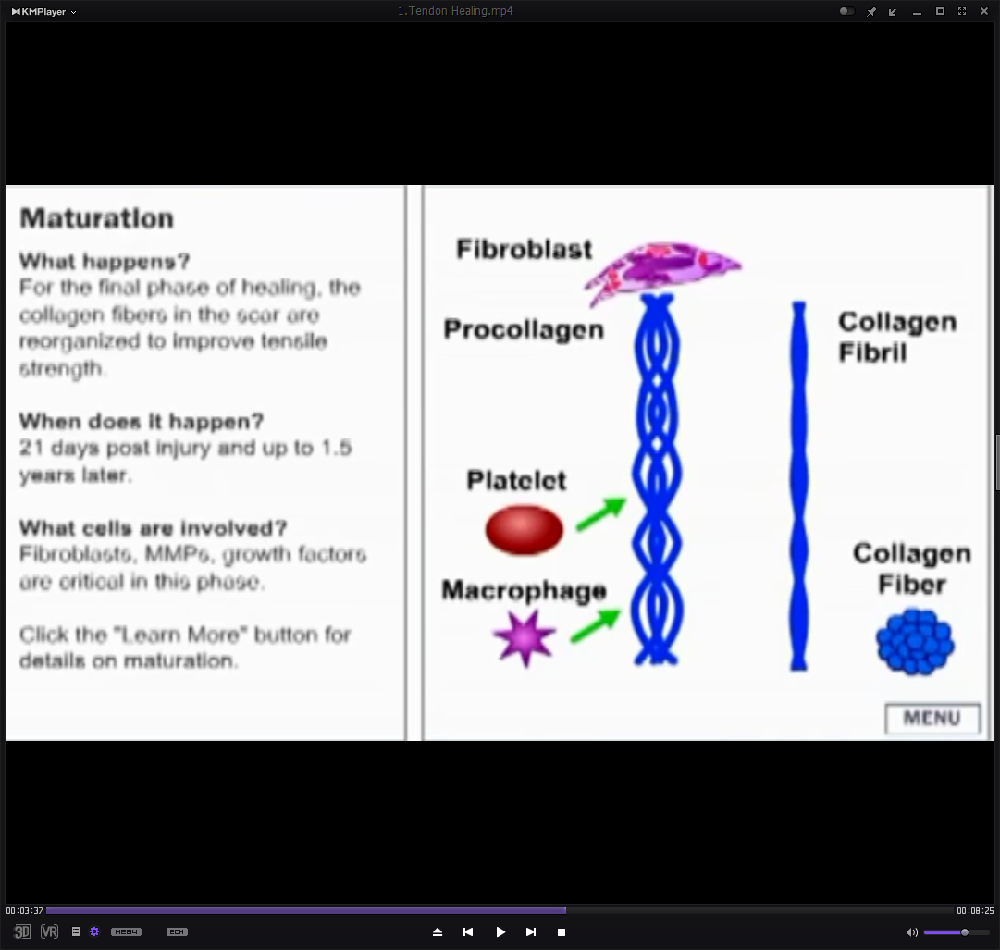 KMPlayer
1.Tendon Healing.mp4
Maturation
What happens?
For the final phase of healing, the
collagen fibers in the scar are
reorganized to improve tensile
strength.
When does it happen?
21 days post injury and up to 1.5
years later.
What cells are involved?
Fibroblasts, MMPs, growth factors
are critical in this phase.
Click the "Learn More" button for
details on maturation.
Fibroblast
Procollagen
Platelet
Macrophage
Collagen
Fibril
Collagen
Fiber
MENU
00:03:37
00:08:25
3D VR H264 2CH